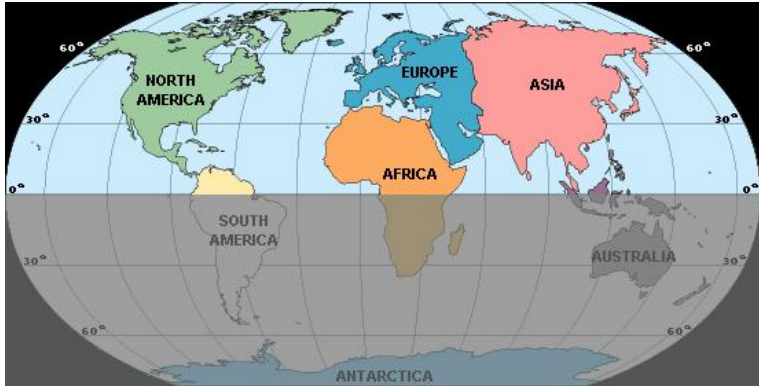 60°
60°
NORTH
AMERICA
EUROPE
ASIA
30°
30°
AFRICA
0°
0°
SOUTH
AMERICA
AUSTRALIA
30°
30°
60°
60°
ANTARCTICA